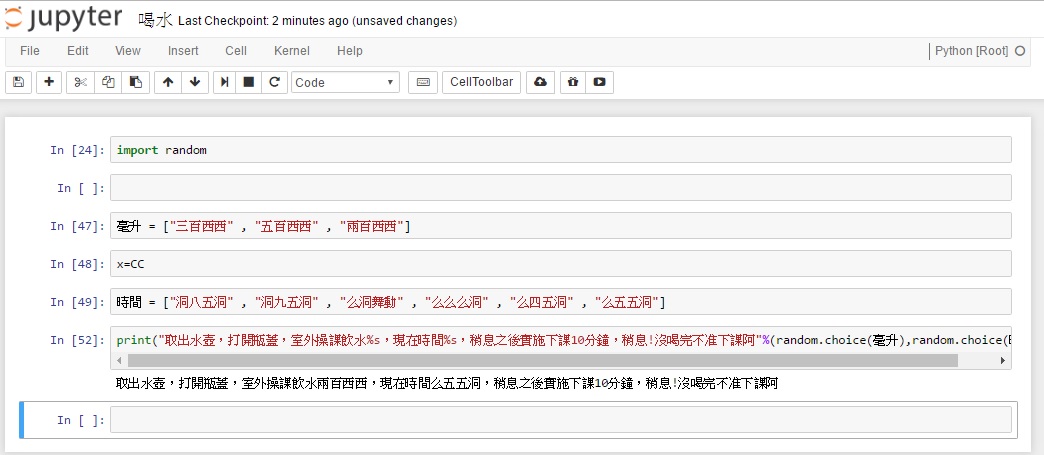 jupyter 喝水 Last Checkpoint: 2 minutes ago (unsaved changes)
File Edit View Insert Cell Kernel Help Python [Root]
Code CellToolbar
In [24]: import random
In [ ]:
In [47]: 毫升 = ["三百西西" , "五百西西" , "兩百西西"]
In [48]: x=CC
In [49]: 時間 = ["洞八五洞" , "洞九五洞" , "么洞舞動" , "么么么洞" , "么四五洞" , "么五五洞"]
In [52]: print("取出水壺，打開瓶蓋，室外操課飲水%s，現在時間%s，稍息之後實施下課10分鐘，稍息!沒喝完不准下課阿"%(random.choice(毫升),random.choice(
取出水壺，打開瓶蓋，室外操課飲水兩百西西，現在時間么五五洞，稍息之後實施下課10分鐘，稍息!沒喝完不准下課阿
In [ ]: